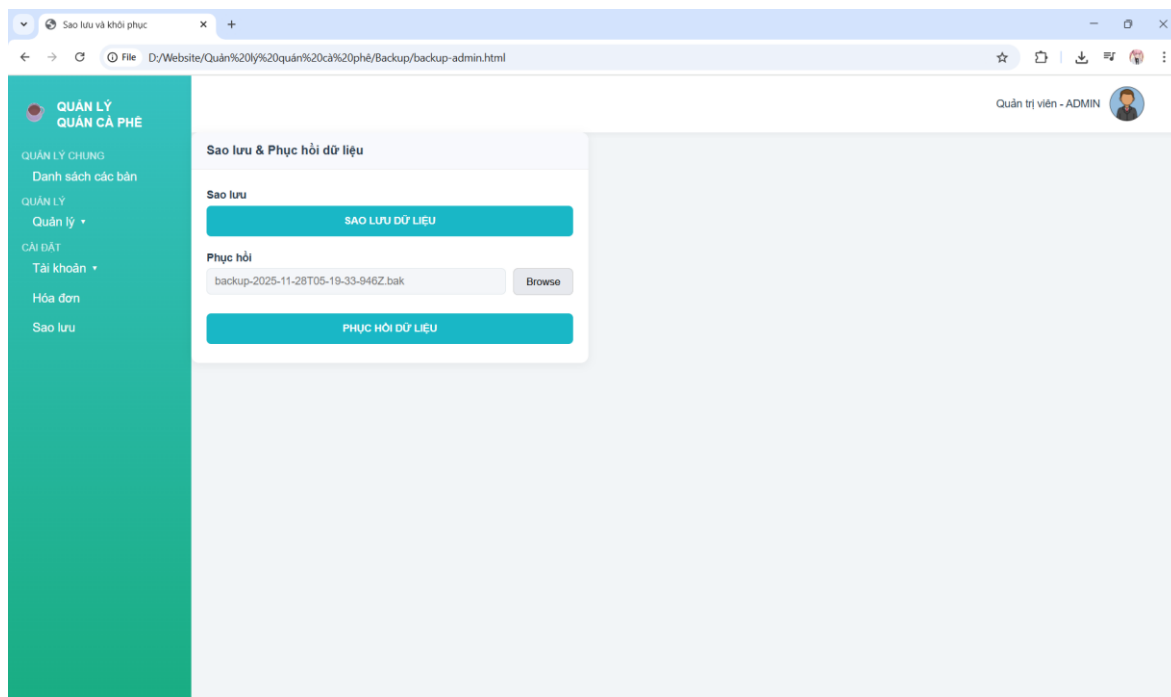 Sao lưu và khôi phục
File D:/Website/Quản%20lý%20quán%20cà%20phê/Backup/backup-admin.html
QUẢN LÝ
QUÁN CÀ PHÊ
Quản trị viên - ADMIN
QUẢN LÝ CHUNG
Danh sách các bàn
QUẢN LÝ
Quản lý
CÀI ĐẶT
Tài khoản
Hóa đơn
Sao lưu
Sao lưu & Phục hồi dữ liệu
Sao lưu
SAO LƯU DỮ LIỆU
Phục hồi
backup-2025-11-28T05-19-33-946Z.bak
Browse
PHỤC HỒI DỮ LIỆU